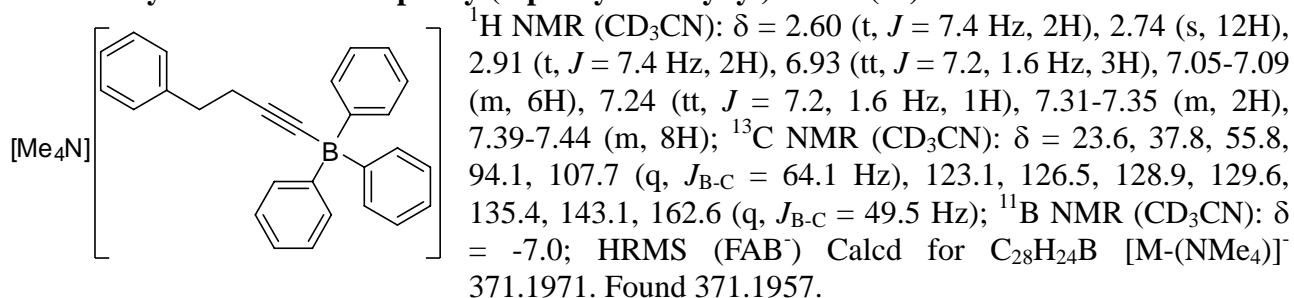 ¹H NMR (CD₃CN): δ = 2.60 (t, J = 7.4 Hz, 2H), 2.74 (s, 12H),
2.91 (t, J = 7.4 Hz, 2H), 6.93 (tt, J = 7.2, 1.6 Hz, 3H), 7.05-7.09
(m, 6H), 7.24 (tt, J = 7.2, 1.6 Hz, 1H), 7.31-7.35 (m, 2H),
7.39-7.44 (m, 8H); ¹³C NMR (CD₃CN): δ = 23.6, 37.8, 55.8,
94.1, 107.7 (q, J_B-C = 64.1 Hz), 123.1, 126.5, 128.9, 129.6,
135.4, 143.1, 162.6 (q, J_B-C = 49.5 Hz); ¹¹B NMR (CD₃CN): δ
= -7.0; HRMS (FAB⁻) Calcd for C₂₈H₂₄B [M-(NMe₄)]⁻
371.1971. Found 371.1957.
[Me₄N]
B